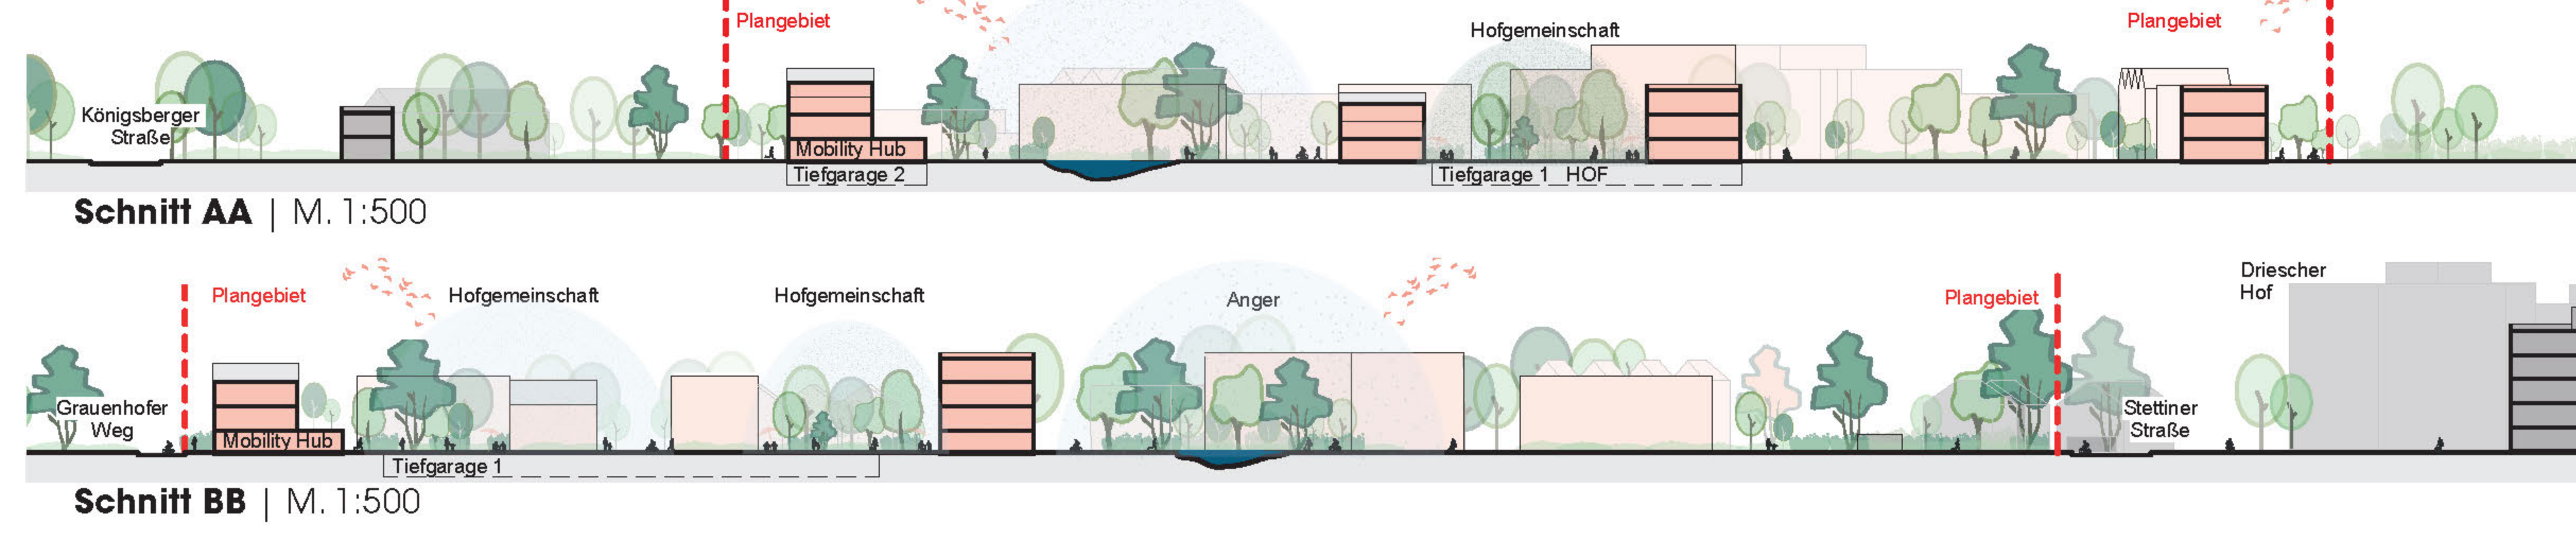 Plangebiet
Hofgemeinschaft
Plangebiet
Königsberger
Straße
Mobility Hub
Tiefgarage 2
Tiefgarage 1 HOF
Schnitt AA | M. 1:500
Plangebiet
Hofgemeinschaft
Hofgemeinschaft
Anger
Plangebiet
Driescher
Hof
Grauenhofer
Weg
Mobility Hub
Stettiner
Straße
Tiefgarage 1
Schnitt BB | M. 1:500